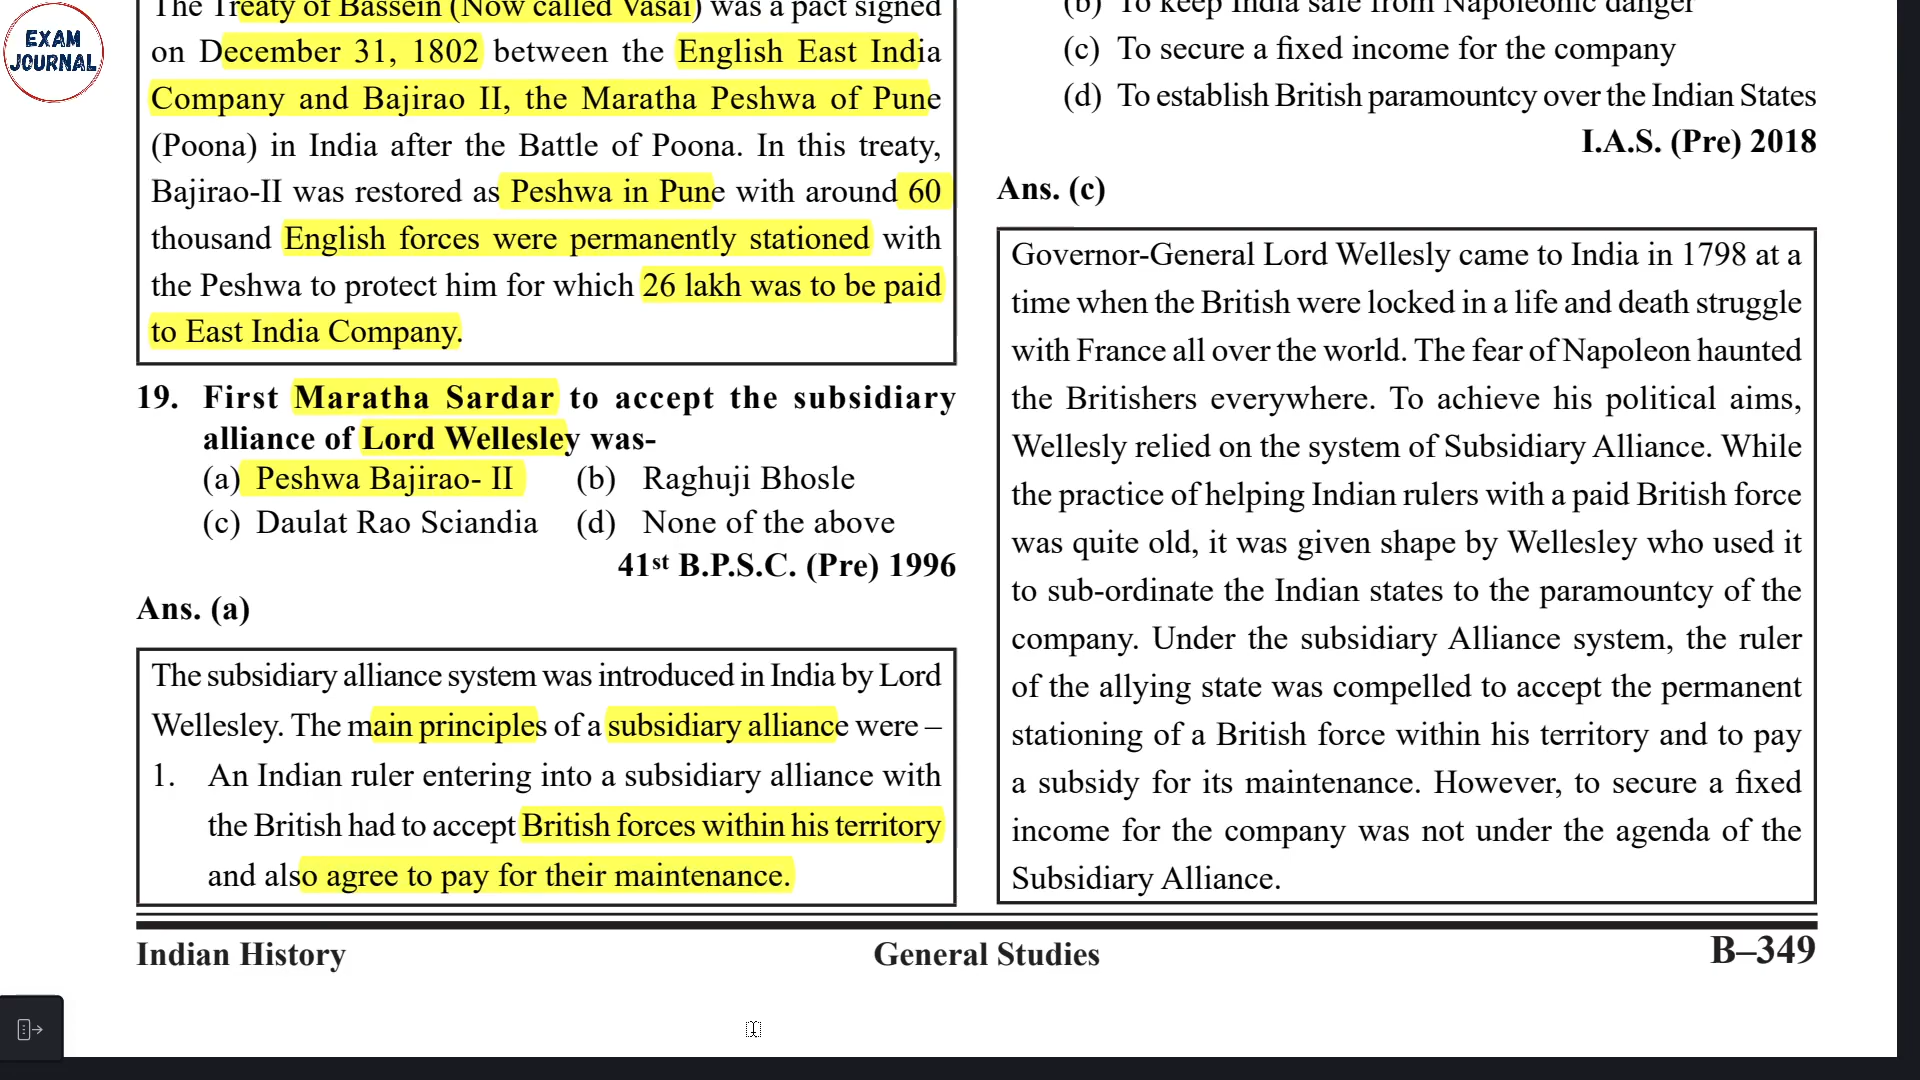 EXAM
JOURNAL
The Treaty of Bassein (Now called Vasai) was a pact signed
on December 31, 1802 between the English East India
Company and Bajirao II, the Maratha Peshwa of Pune
(Poona) in India after the Battle of Poona. In this treaty,
Bajirao-II was restored as Peshwa in Pune with around 60
thousand English forces were permanently stationed with
the Peshwa to protect him for which 26 lakh was to be paid
to East India Company.
19. First Maratha Sardar to accept the subsidiary
alliance of Lord Wellesley was-
(a) Peshwa Bajirao- II (b) Raghuji Bhosle
(c) Daulat Rao Sciandia (d) None of the above
41st B.P.S.C. (Pre) 1996
Ans. (a)
The subsidiary alliance system was introduced in India by Lord
Wellesley. The main principles of a subsidiary alliance were –
1. An Indian ruler entering into a subsidiary alliance with
the British had to accept British forces within his territory
and also agree to pay for their maintenance.
(b) To keep India safe from Napoleonic danger
(c) To secure a fixed income for the company
(d) To establish British paramountcy over the Indian States
I.A.S. (Pre) 2018
Ans. (c)
Governor-General Lord Wellesly came to India in 1798 at a
time when the British were locked in a life and death struggle
with France all over the world. The fear of Napoleon haunted
the Britishers everywhere. To achieve his political aims,
Wellesly relied on the system of Subsidiary Alliance. While
the practice of helping Indian rulers with a paid British force
was quite old, it was given shape by Wellesley who used it
to sub-ordinate the Indian states to the paramountcy of the
company. Under the subsidiary Alliance system, the ruler
of the allying state was compelled to accept the permanent
stationing of a British force within his territory and to pay
a subsidy for its maintenance. However, to secure a fixed
income for the company was not under the agenda of the
Subsidiary Alliance.
Indian History General Studies B–349